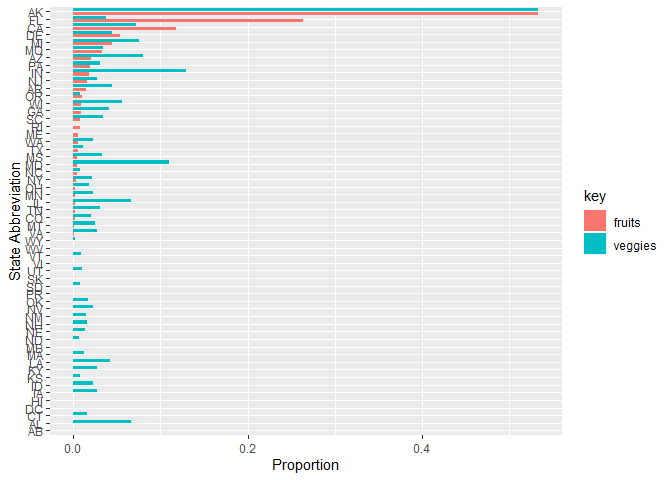 AK
FL
CA
DE
MI
MO
AZ
PA
IN
NJ
AR
OR
WI
GA
SC
RI
ME
WA
TX
MS
MD
NC
NY
OH
MN
IL
TN
CO
MT
VA
WY
WV
VT
VI
UT
SK
SD
PR
OK
NV
NM
NH
NE
ND
MB
MA
LA
KY
KS
ID
IA
HI
DC
CT
AL
AB
State Abbreviation
0.0 0.2 0.4
Proportion
key
fruits
veggies